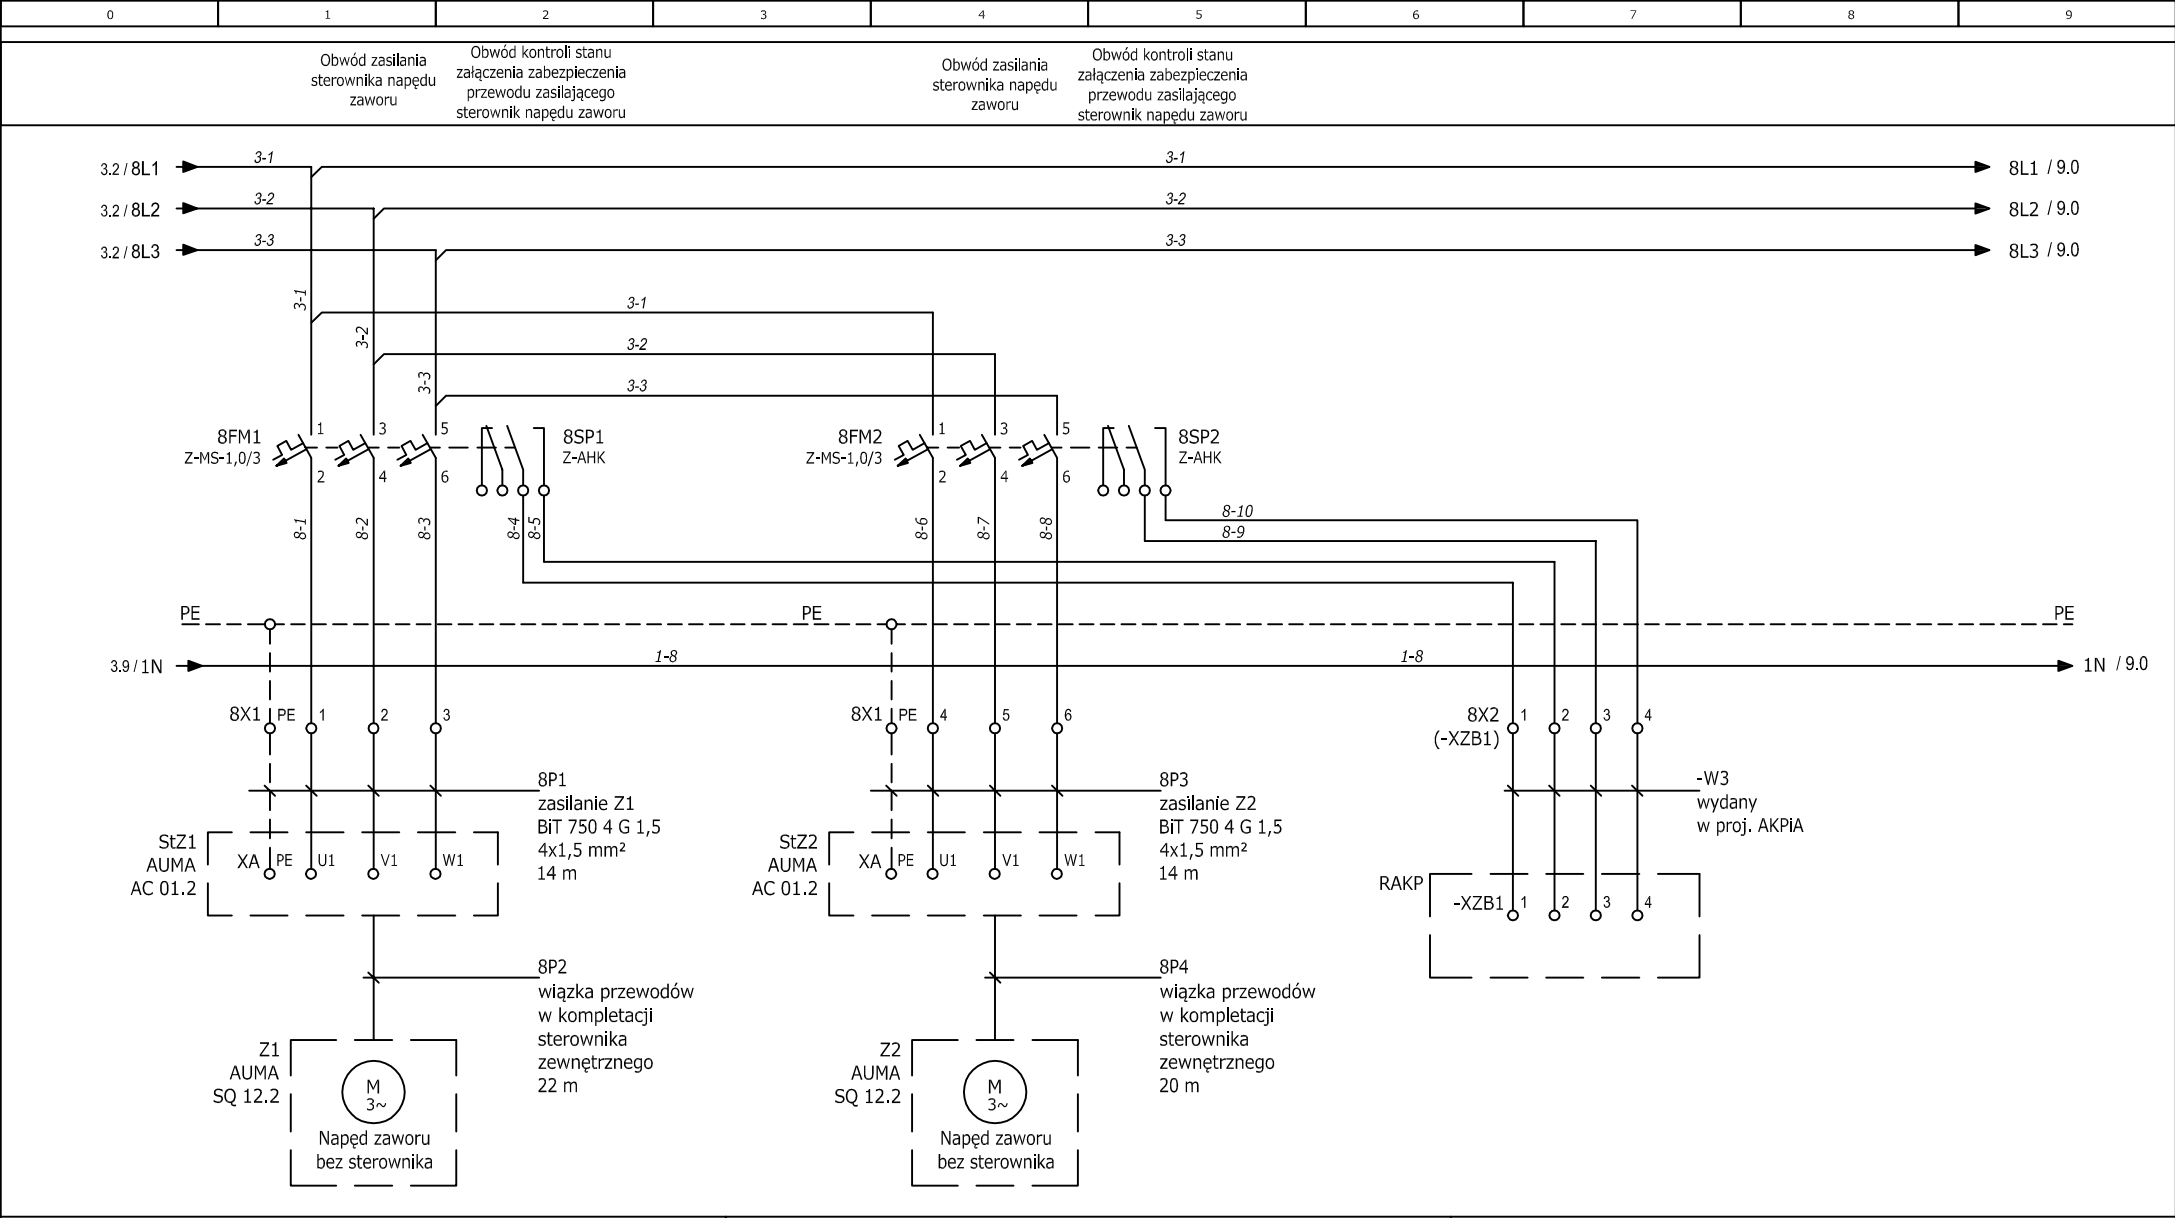 0 1 2 3 4 5 6 7 8 9
Obwód zasilania
sterownika napędu
zaworu
Obwód kontroli stanu
załączenia zabezpieczenia
przewodu zasilającego
sterownik napędu zaworu
Obwód zasilania
sterownika napędu
zaworu
Obwód kontroli stanu
załączenia zabezpieczenia
przewodu zasilającego
sterownik napędu zaworu
3.2 / 8L1 3-1 3-1 8L1 / 9.0
3.2 / 8L2 3-2 3-2 8L2 / 9.0
3.2 / 8L3 3-3 3-3 8L3 / 9.0
3-1 3-1
3-2 3-2
3-3 3-3
8FM1
Z-MS-1,0/3
1 3 5
2 4 6
8SP1
Z-AHK
8FM2
Z-MS-1,0/3
1 3 5
2 4 6
8SP2
Z-AHK
8-1 8-2 8-3 8-4 8-5 8-6 8-7 8-8
8-10
8-9
PE PE PE
3.9 / 1N 1-8 1-8 1N / 9.0
8X1 PE 1 2 3
8X1 PE 4 5 6
8X2 1 2 3 4
(-XZB1)
8P1
zasilanie Z1
BiT 750 4 G 1,5
4x1,5 mm²
14 m
8P3
zasilanie Z2
BiT 750 4 G 1,5
4x1,5 mm²
14 m
-W3
wydany
w proj. AKPiA
StZ1
AUMA
AC 01.2
XA PE U1 V1 W1
StZ2
AUMA
AC 01.2
XA PE U1 V1 W1
RAKP
-XZB1 1 2 3 4
8P2
wiązka przewodów
w kompletacji
sterownika
zewnętrznego
22 m
8P4
wiązka przewodów
w kompletacji
sterownika
zewnętrznego
20 m
Z1
AUMA
SQ 12.2
M
3~
Napęd zaworu
bez sterownika
Z2
AUMA
SQ 12.2
M
3~
Napęd zaworu
bez sterownika